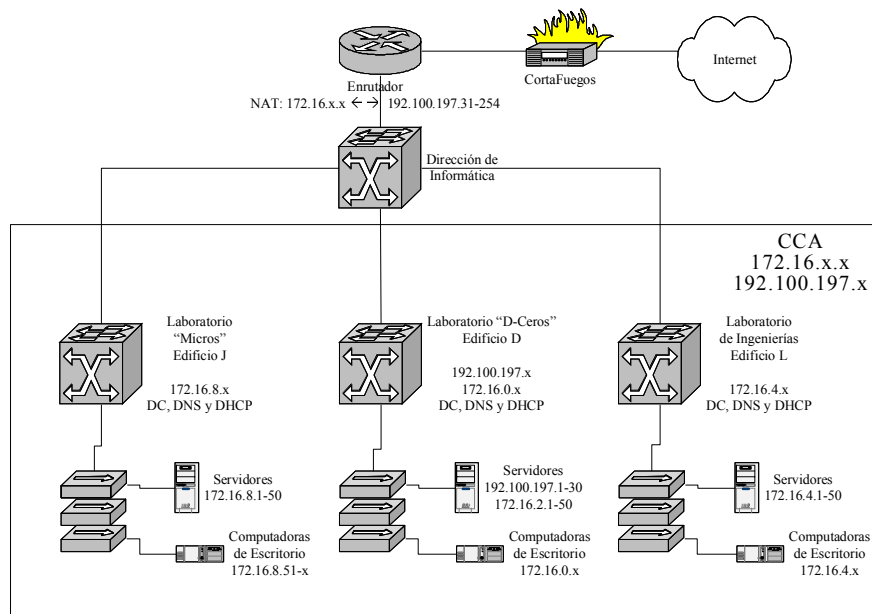 Internet
CortaFuegos
Enrutador
NAT: 172.16.x.x ←→ 192.100.197.31-254
Dirección de
Informática
CCA
172.16.x.x
192.100.197.x
Laboratorio
“Micros”
Edificio J
172.16.8.x
DC, DNS y DHCP
Laboratorio “D-Ceros”
Edificio D
192.100.197.x
172.16.0.x
DC, DNS y DHCP
Laboratorio
de Ingenierías
Edificio L
172.16.4.x
DC, DNS y DHCP
Servidores
172.16.8.1-50
Servidores
192.100.197.1-30
172.16.2.1-50
Servidores
172.16.4.1-50
Computadoras
de Escritorio
172.16.8.51-x
Computadoras
de Escritorio
172.16.0.x
Computadoras
de Escritorio
172.16.4.x